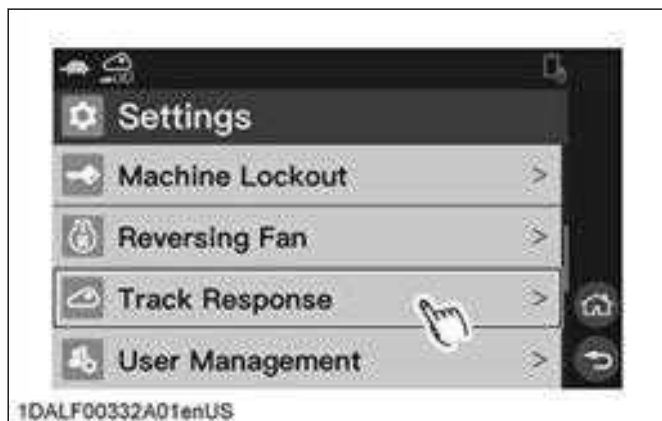 Settings
Machine Lockout
Reversing Fan
Track Response
User Management
1DALF00332A01enUS